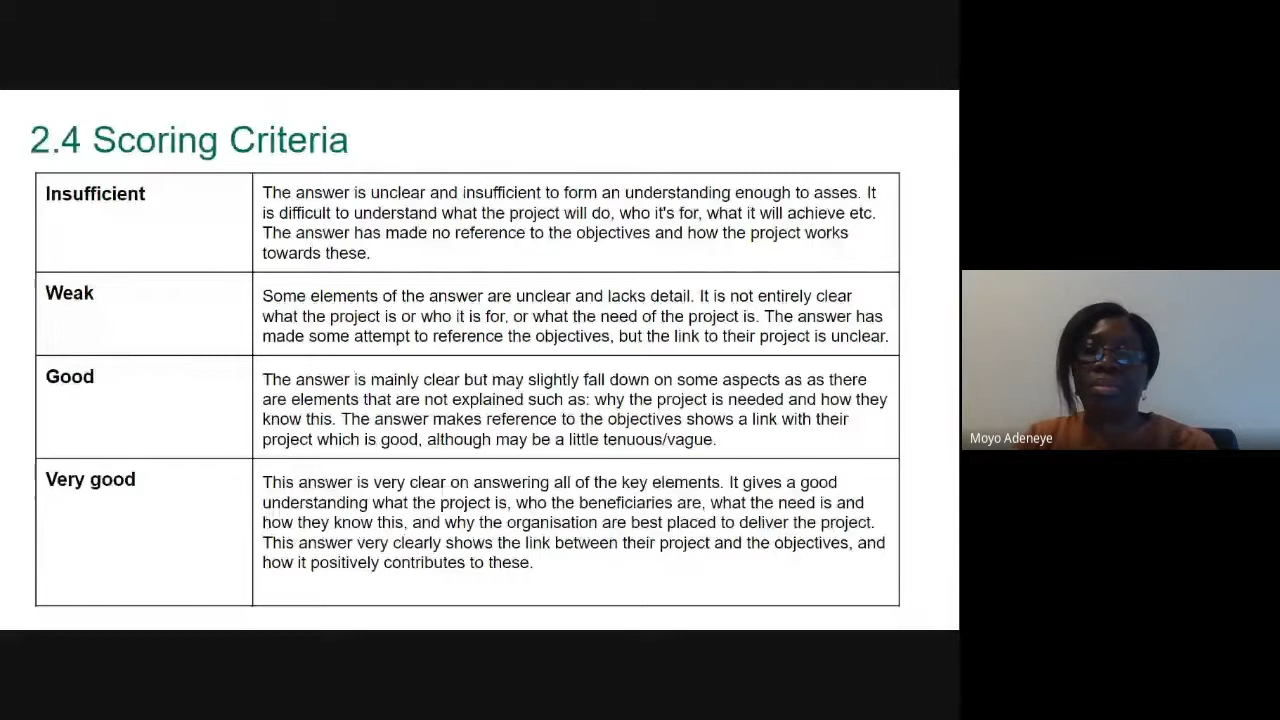 2.4 Scoring Criteria
Insufficient
The answer is unclear and insufficient to form an understanding enough to asses. It
is difficult to understand what the project will do, who it's for, what it will achieve etc.
The answer has made no reference to the objectives and how the project works
towards these.
Weak
Some elements of the answer are unclear and lacks detail. It is not entirely clear
what the project is or who it is for, or what the need of the project is. The answer has
made some attempt to reference the objectives, but the link to their project is unclear.
Good
The answer is mainly clear but may slightly fall down on some aspects as as there
are elements that are not explained such as: why the project is needed and how they
know this. The answer makes reference to the objectives shows a link with their
project which is good, although may be a little tenuous/vague.
Very good
This answer is very clear on answering all of the key elements. It gives a good
understanding what the project is, who the beneficiaries are, what the need is and
how they know this, and why the organisation are best placed to deliver the project.
This answer very clearly shows the link between their project and the objectives, and
how it positively contributes to these.
Moyo Adeneye